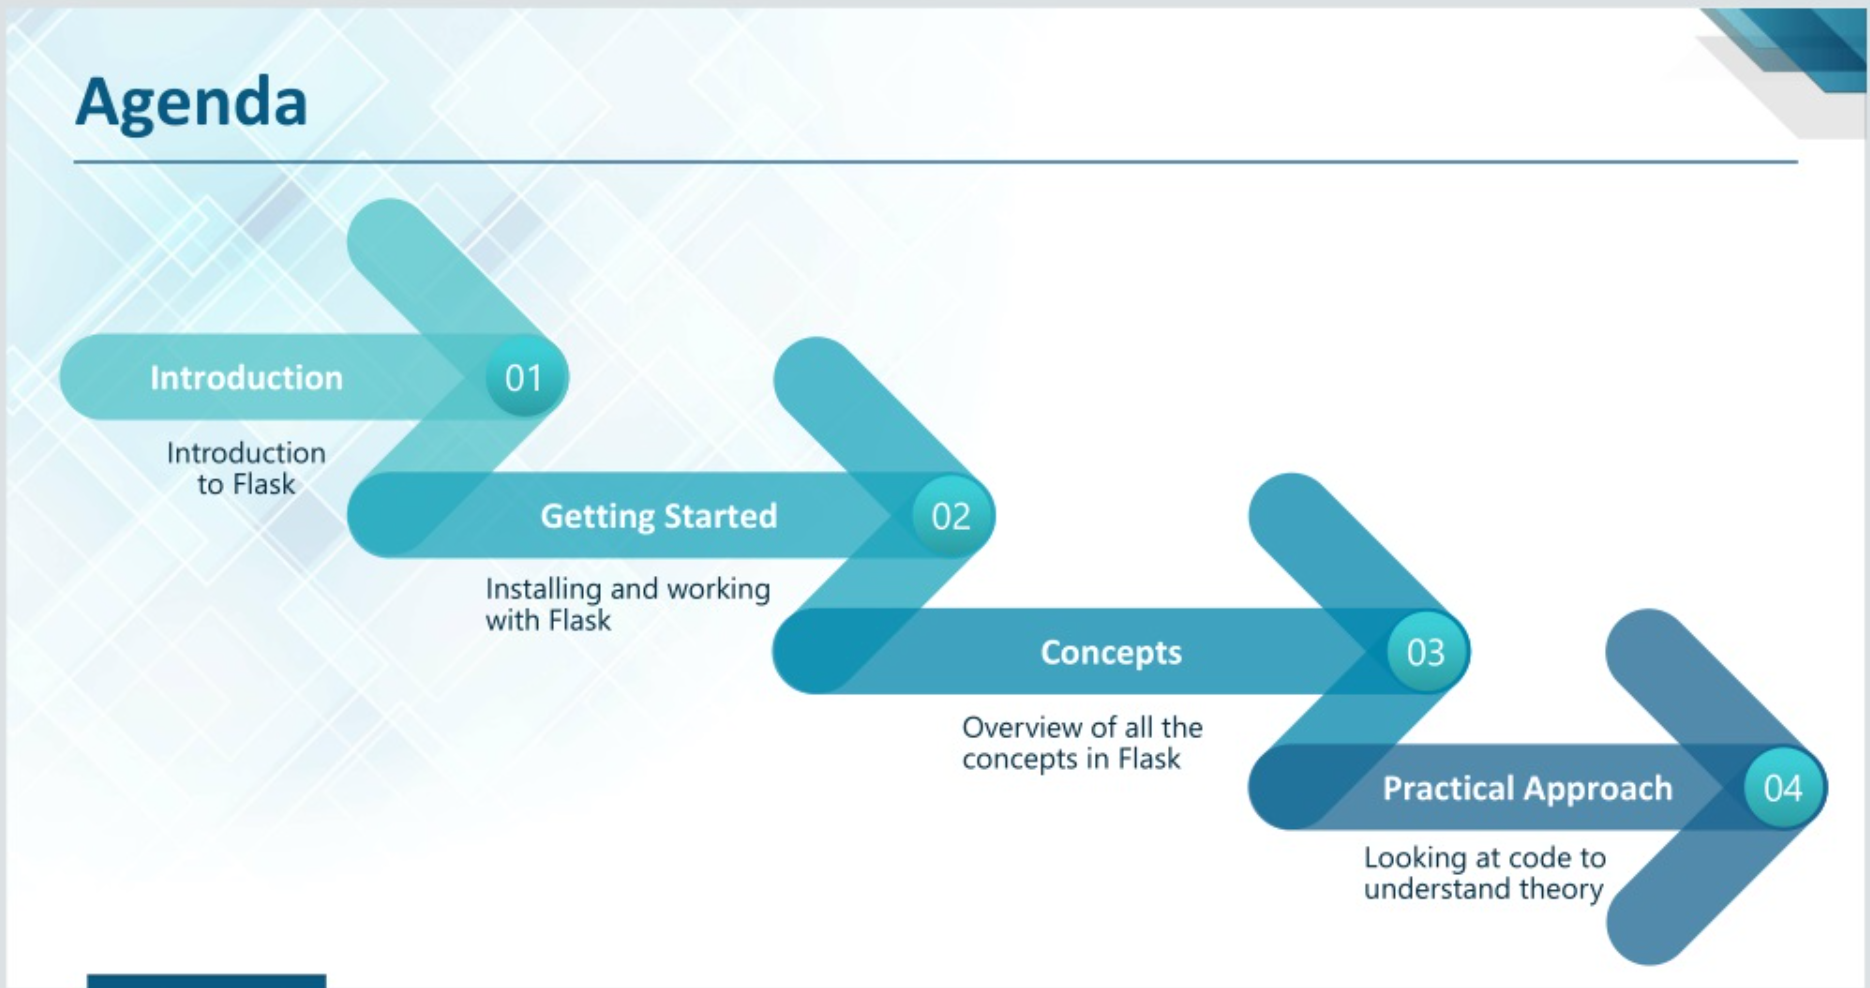 Agenda
Introduction
01
Introduction
to Flask
Getting Started
02
Installing and working
with Flask
Concepts
03
Overview of all the
concepts in Flask
Practical Approach
04
Looking at code to
understand theory